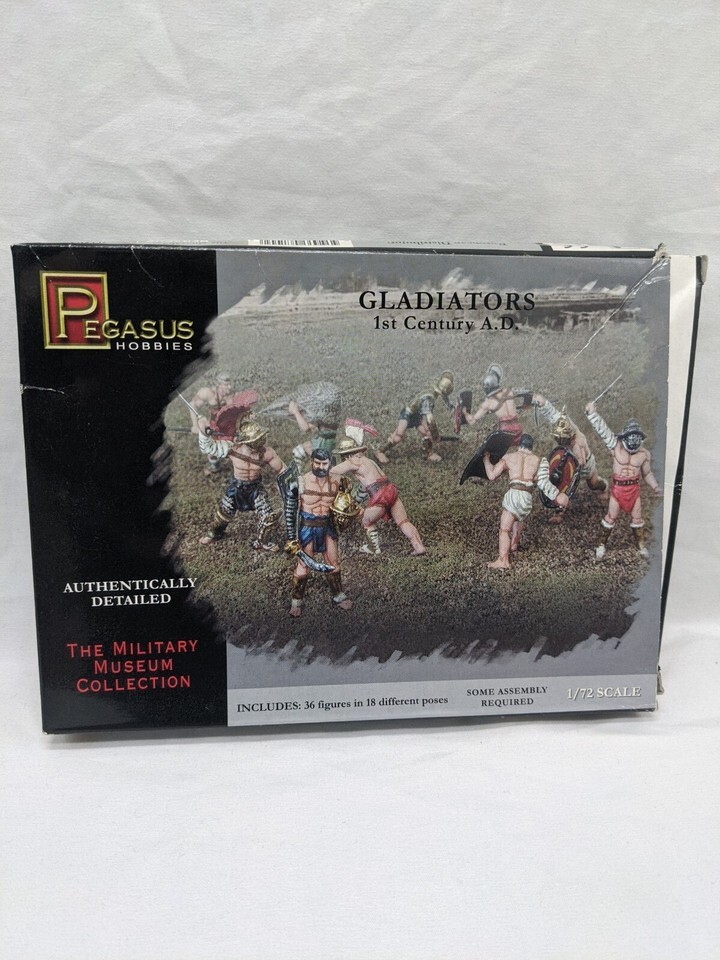 PEGASUS
HOBBIES
GLADIATORS
1st Century A.D.
AUTHENTICALLY
DETAILED
THE MILITARY
MUSEUM
COLLECTION
INCLUDES: 36 figures in 18 different poses
SOME ASSEMBLY
REQUIRED
1/72 SCALE